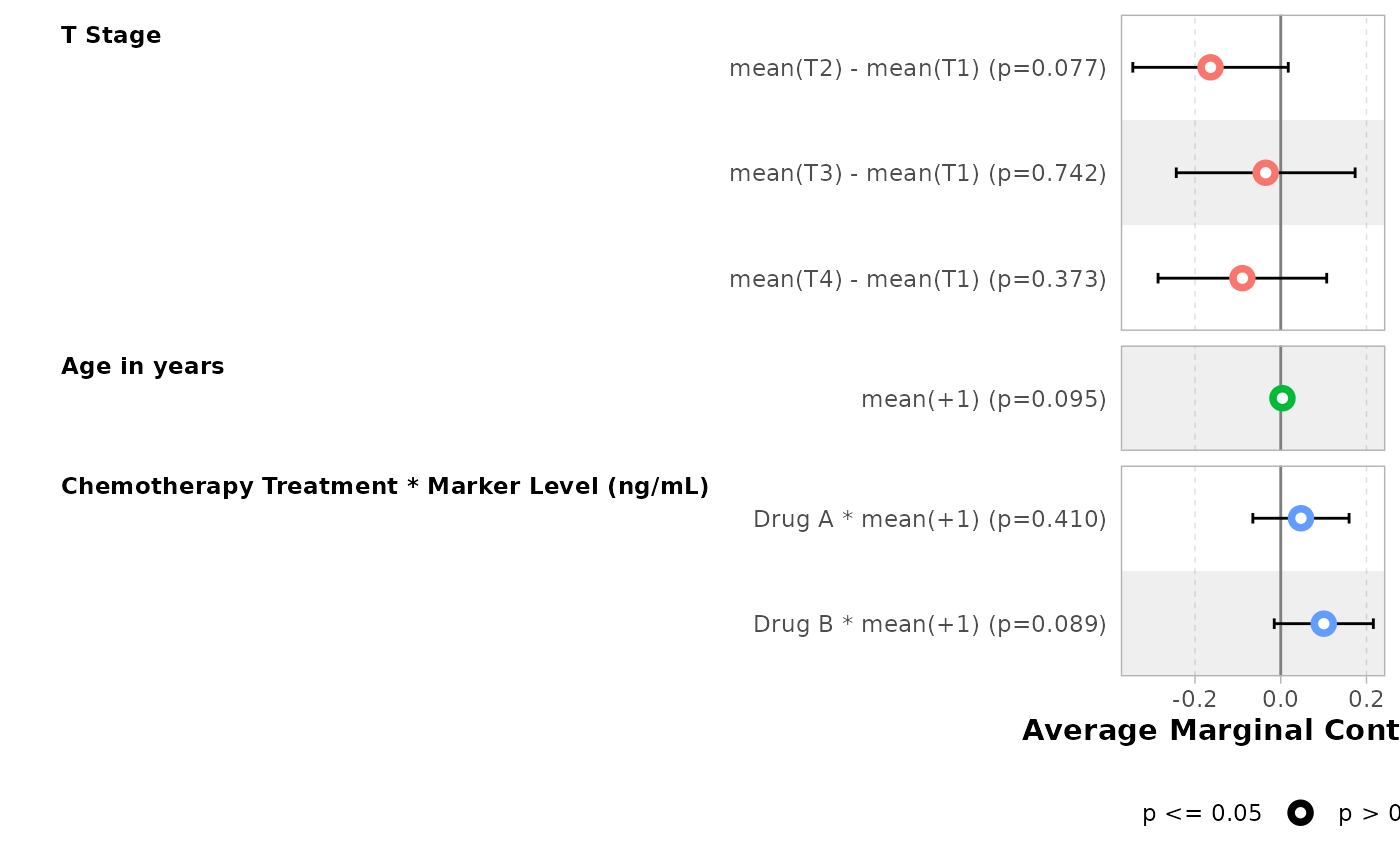 T Stage
mean(T2) - mean(T1) (p=0.077)
mean(T3) - mean(T1) (p=0.742)
mean(T4) - mean(T1) (p=0.373)
Age in years
mean(+1) (p=0.095)
Chemotherapy Treatment * Marker Level (ng/mL)
Drug A * mean(+1) (p=0.410)
Drug B * mean(+1) (p=0.089)
-0.2 0.0 0.2
Average Marginal Cont
p <= 0.05 p > 0